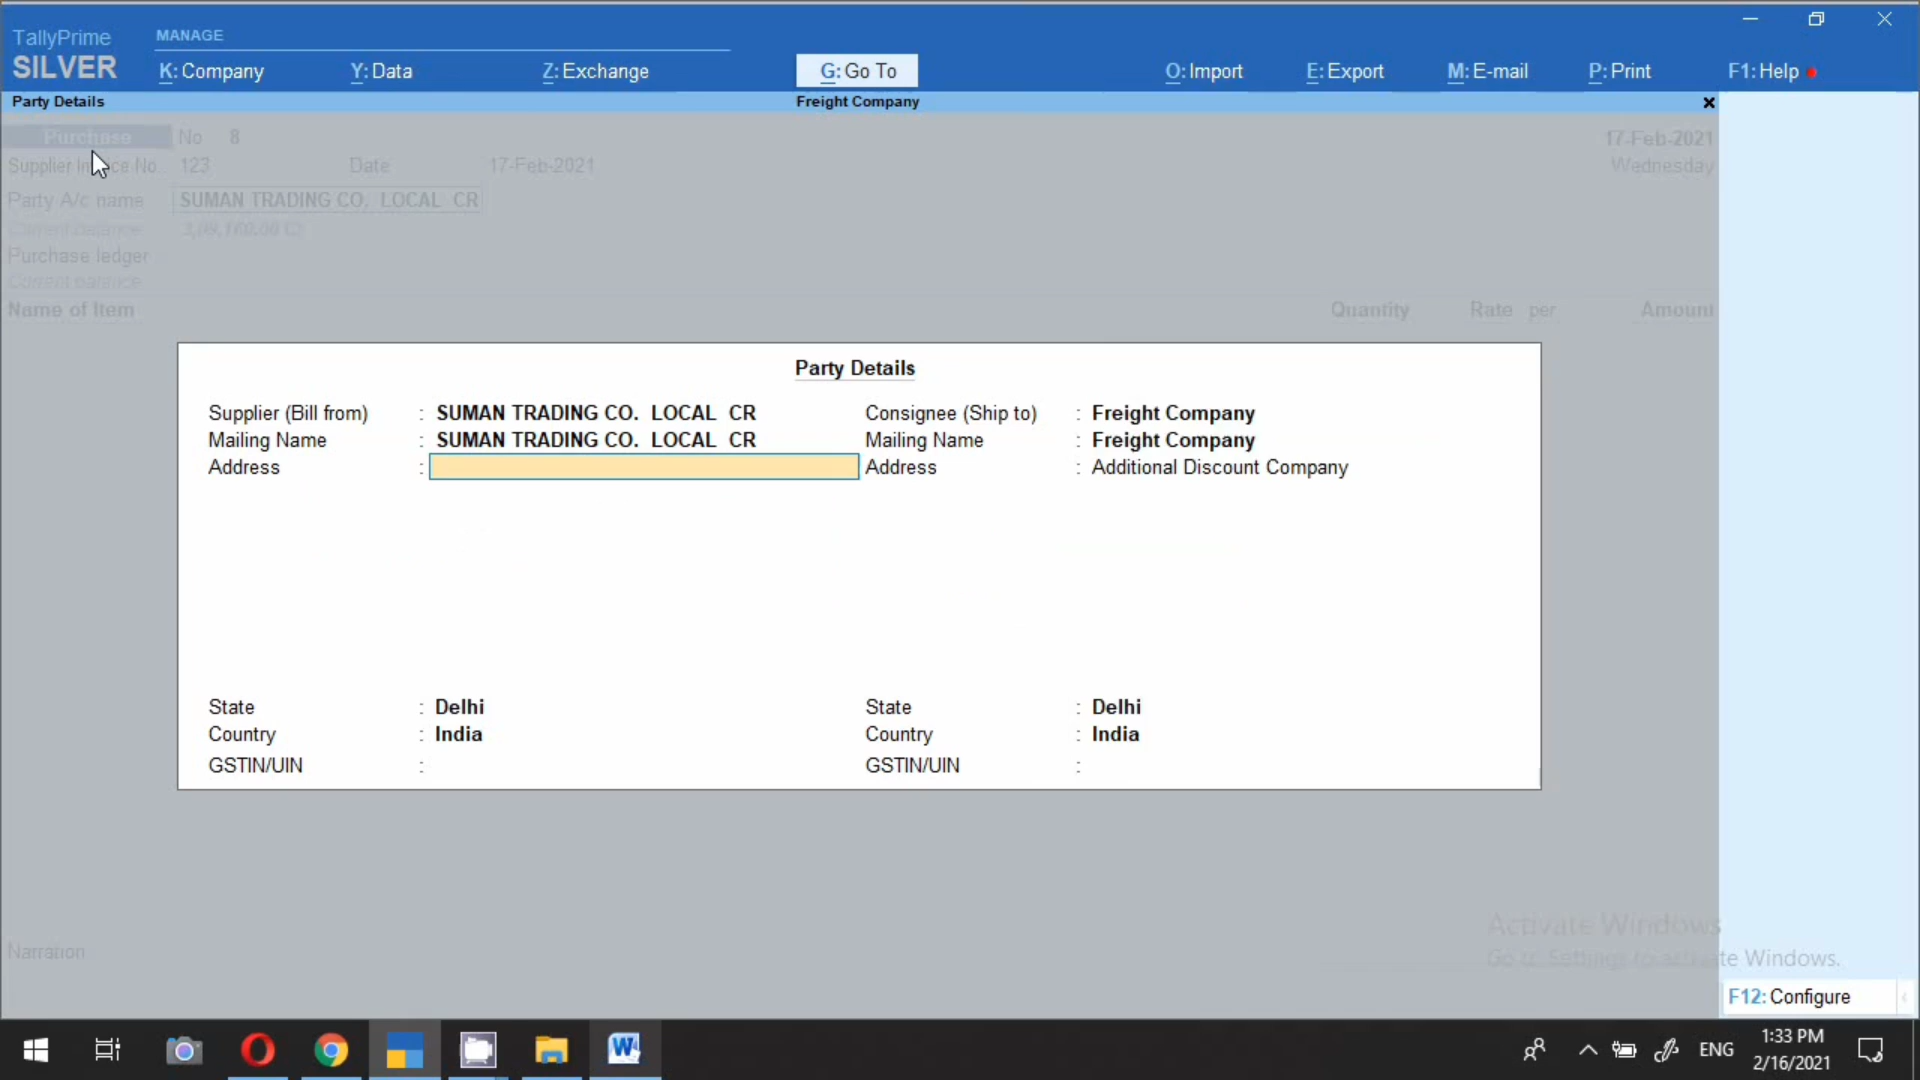 TallyPrime
SILVER
MANAGE
K: Company
Y: Data
Z: Exchange
G: Go To
O: Import
E: Export
M: E-mail
P: Print
F1: Help
Party Details
Freight Company
Purchase No 8
17-Feb-2021
Supplier Invoice No. 123 Date 17-Feb-2021
Wednesday
Party A/c name SUMAN TRADING CO. LOCAL CR
Current balance
Purchase ledger
Current balance
Name of Item Quantity Rate per Amount
Party Details
Supplier (Bill from) : SUMAN TRADING CO. LOCAL CR
Mailing Name : SUMAN TRADING CO. LOCAL CR
Address :
Consignee (Ship to) : Freight Company
Mailing Name : Freight Company
Address : Additional Discount Company
State : Delhi
Country : India
GSTIN/UIN :
State : Delhi
Country : India
GSTIN/UIN :
Narration
Activate Windows
Go to Settings to activate Windows.
F12: Configure
ENG
1:33 PM
2/16/2021